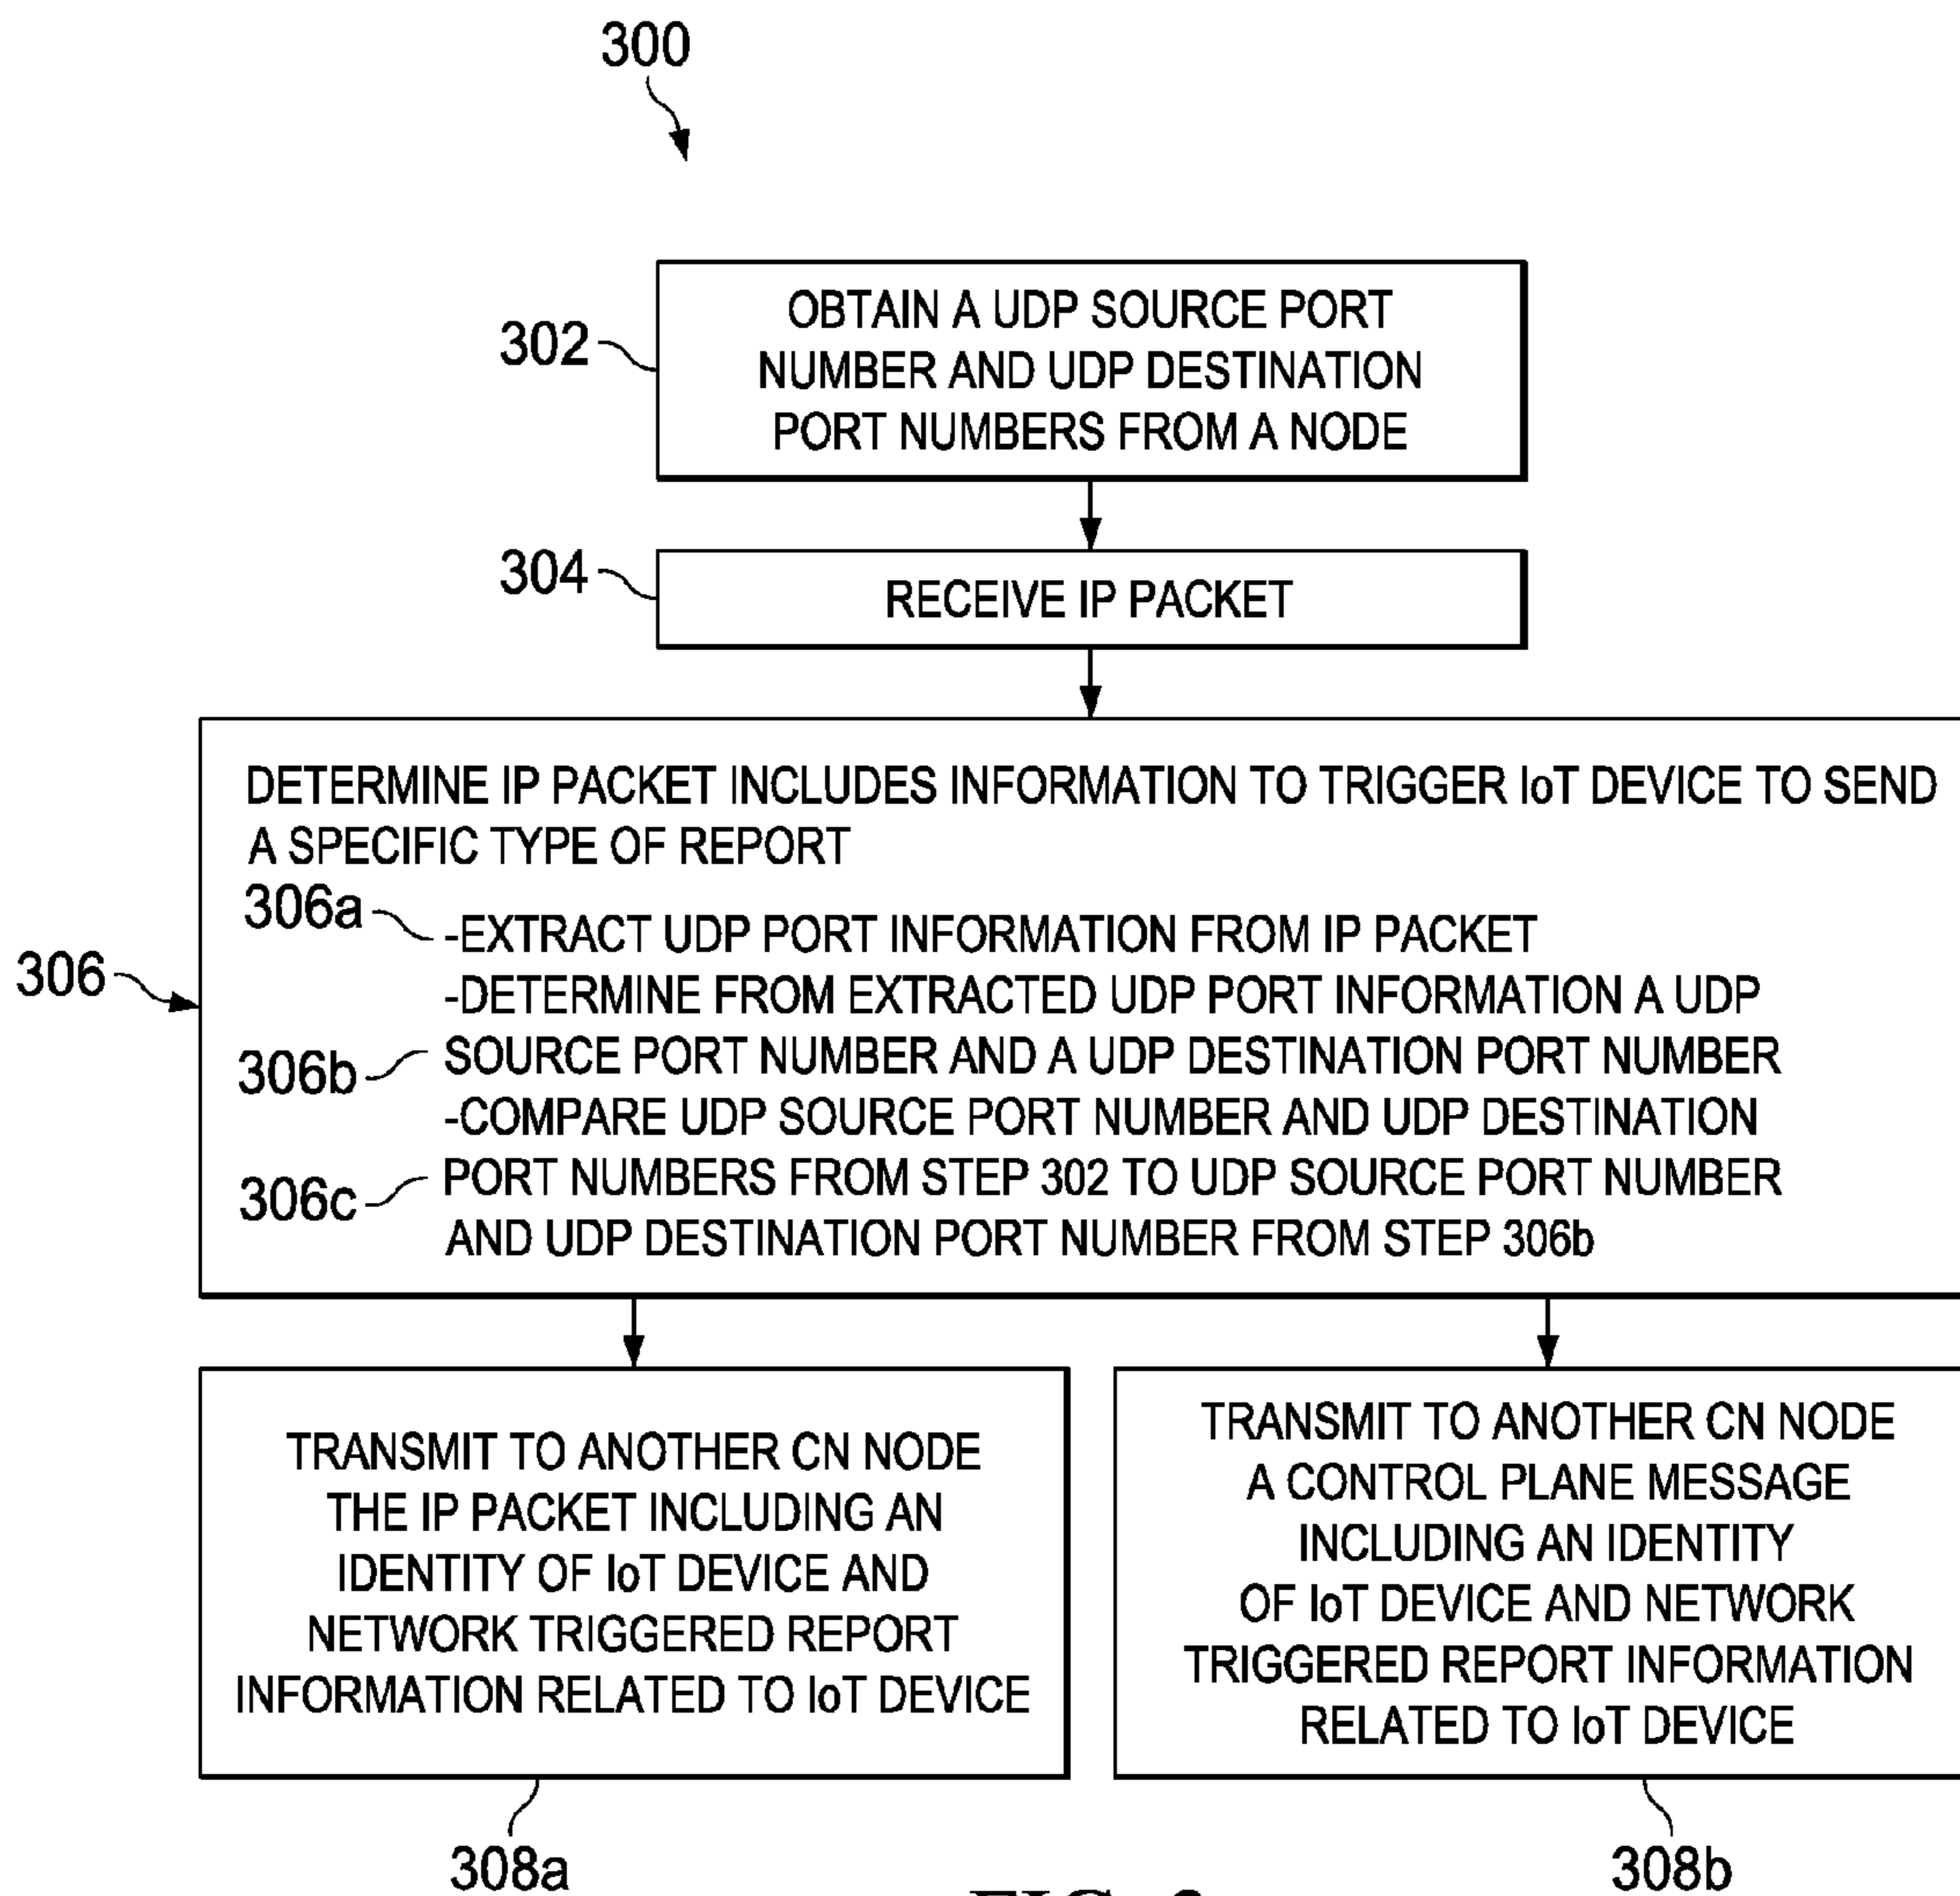 300
302
OBTAIN A UDP SOURCE PORT
NUMBER AND UDP DESTINATION
PORT NUMBERS FROM A NODE
304
RECEIVE IP PACKET
306
DETERMINE IP PACKET INCLUDES INFORMATION TO TRIGGER IoT DEVICE TO SEND
A SPECIFIC TYPE OF REPORT
306a
-EXTRACT UDP PORT INFORMATION FROM IP PACKET
-DETERMINE FROM EXTRACTED UDP PORT INFORMATION A UDP
306b
SOURCE PORT NUMBER AND A UDP DESTINATION PORT NUMBER
-COMPARE UDP SOURCE PORT NUMBER AND UDP DESTINATION
306c
PORT NUMBERS FROM STEP 302 TO UDP SOURCE PORT NUMBER
AND UDP DESTINATION PORT NUMBER FROM STEP 306b
TRANSMIT TO ANOTHER CN NODE
THE IP PACKET INCLUDING AN
IDENTITY OF IoT DEVICE AND
NETWORK TRIGGERED REPORT
INFORMATION RELATED TO IoT DEVICE
308a
TRANSMIT TO ANOTHER CN NODE
A CONTROL PLANE MESSAGE
INCLUDING AN IDENTITY
OF IoT DEVICE AND NETWORK
TRIGGERED REPORT INFORMATION
RELATED TO IoT DEVICE
308b